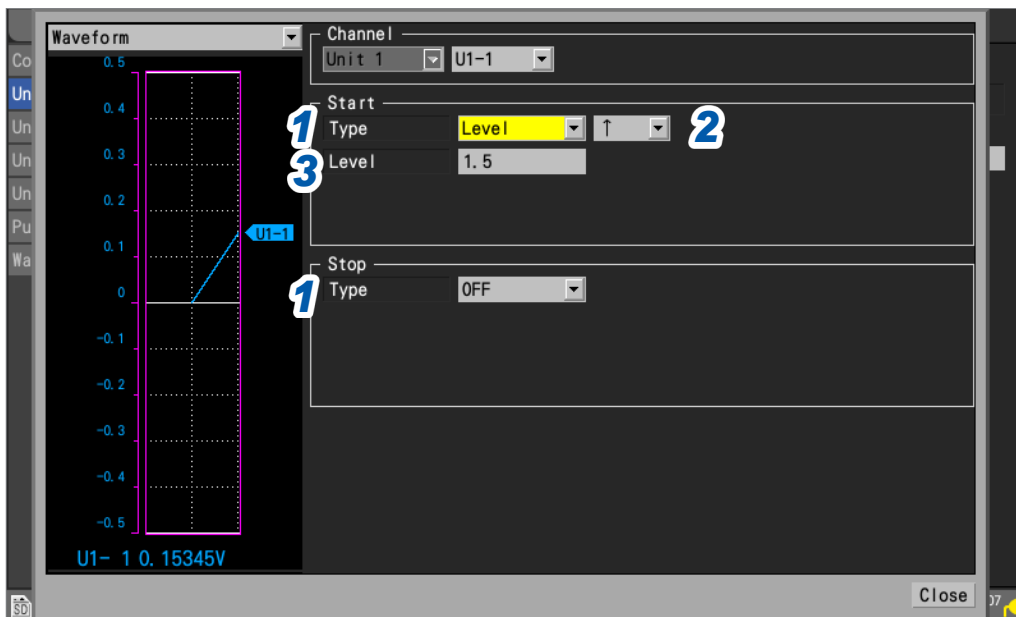 Waveform
Channel
Unit 1 U1-1
Co
Un
Un
Un
Un
Pu
Wa
0.5
0.4
0.3
0.2
0.1
0
-0.1
-0.2
-0.3
-0.4
-0.5
U1-1
U1- 1 0.15345V
Start
1 Type Level ↑ 2
3 Level 1.5
Stop
1 Type OFF
Close
SD
07